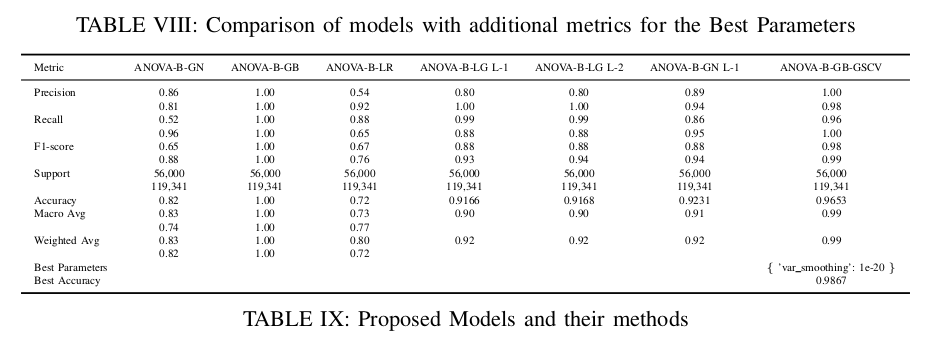 TABLE VIII: Comparison of models with additional metrics for the Best Parameters
Metric ANOVA-B-GN ANOVA-B-GB ANOVA-B-LR ANOVA-B-LG L-1 ANOVA-B-LG L-2 ANOVA-B-GN L-1 ANOVA-B-GB-GSCV
Precision 0.86 1.00 0.54 0.80 0.80 0.89 1.00
0.81 1.00 0.92 1.00 1.00 0.94 0.98
Recall 0.52 1.00 0.88 0.99 0.99 0.86 0.96
0.96 1.00 0.65 0.88 0.88 0.95 1.00
F1-score 0.65 1.00 0.67 0.88 0.88 0.88 0.98
0.88 1.00 0.76 0.93 0.94 0.94 0.99
Support 56,000 56,000 56,000 56,000 56,000 56,000 56,000
119,341 119,341 119,341 119,341 119,341 119,341 119,341
Accuracy 0.82 1.00 0.72 0.9166 0.9168 0.9231 0.9653
Macro Avg 0.83 1.00 0.73 0.90 0.90 0.91 0.99
0.74 1.00 0.77
Weighted Avg 0.83 1.00 0.80 0.92 0.92 0.92 0.99
0.82 1.00 0.72
Best Parameters { 'var_smoothing': 1e-20 }
Best Accuracy 0.9867
TABLE IX: Proposed Models and their methods